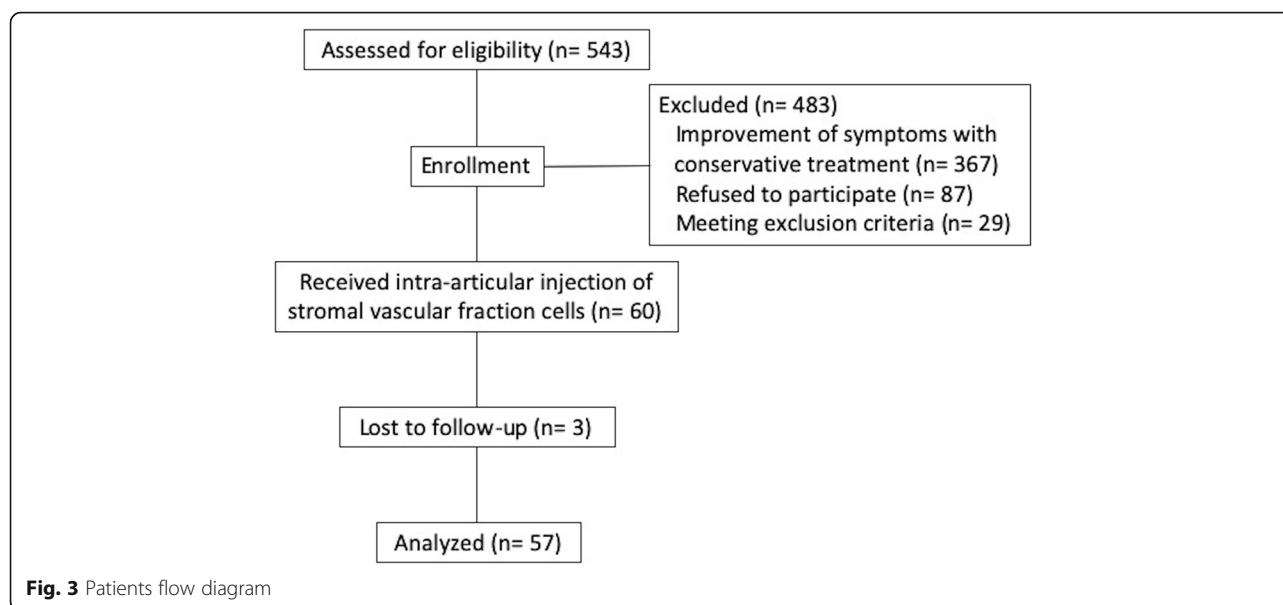 Assessed for eligibility (n= 543)
Excluded (n= 483)
Improvement of symptoms with
conservative treatment (n= 367)
Refused to participate (n= 87)
Meeting exclusion criteria (n= 29)
Enrollment
Received intra-articular injection of
stromal vascular fraction cells (n= 60)
Lost to follow-up (n= 3)
Analyzed (n= 57)
Fig. 3 Patients flow diagram